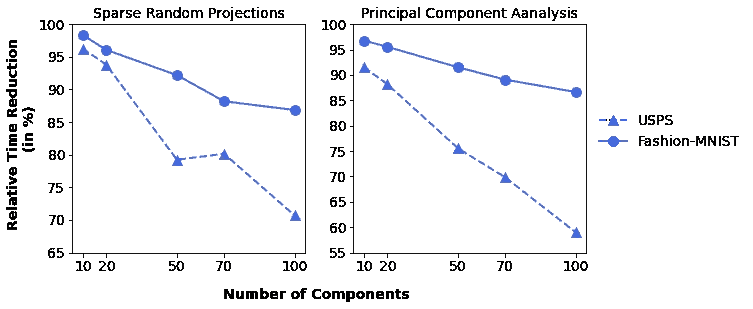 Sparse Random Projections
Principal Component Aanalysis
Relative Time Reduction
(in %)
100
95
90
85
80
75
70
65
10 20 50 70 100
100
95
90
85
80
75
70
65
60
55
10 20 50 70 100
USPS
Fashion-MNIST
Number of Components